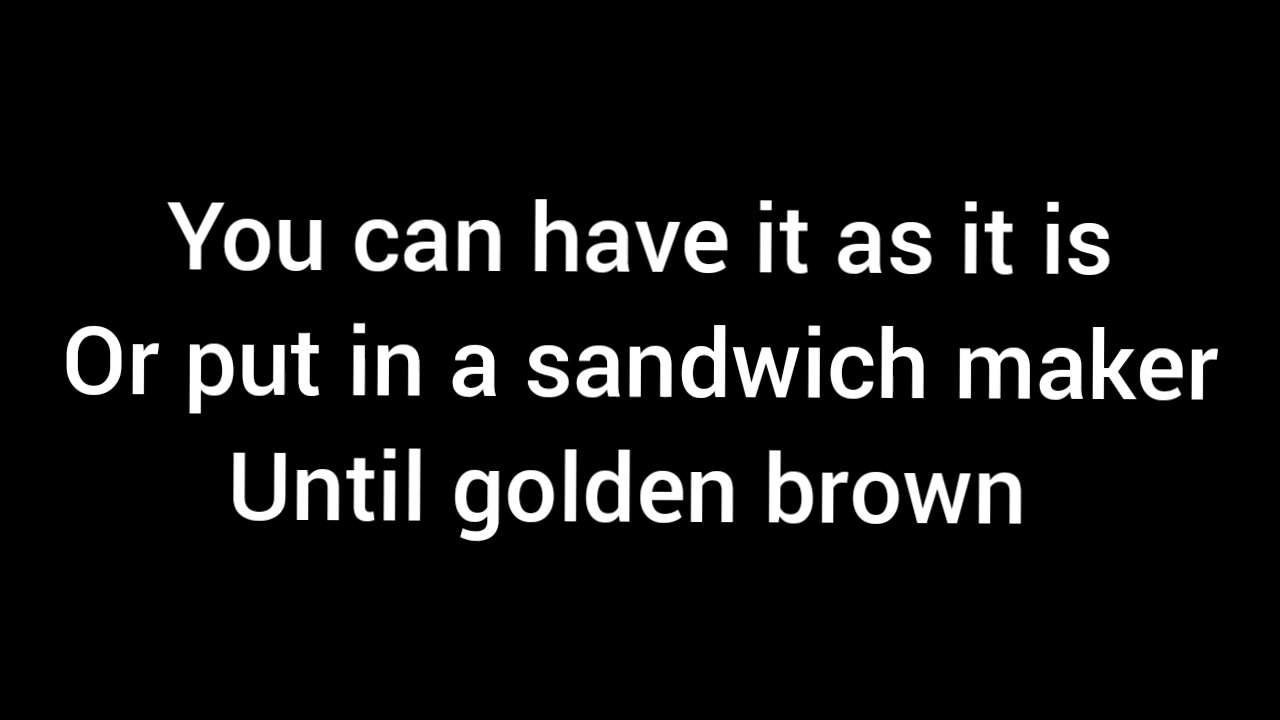 You can have it as it is
Or put in a sandwich maker
Until golden brown